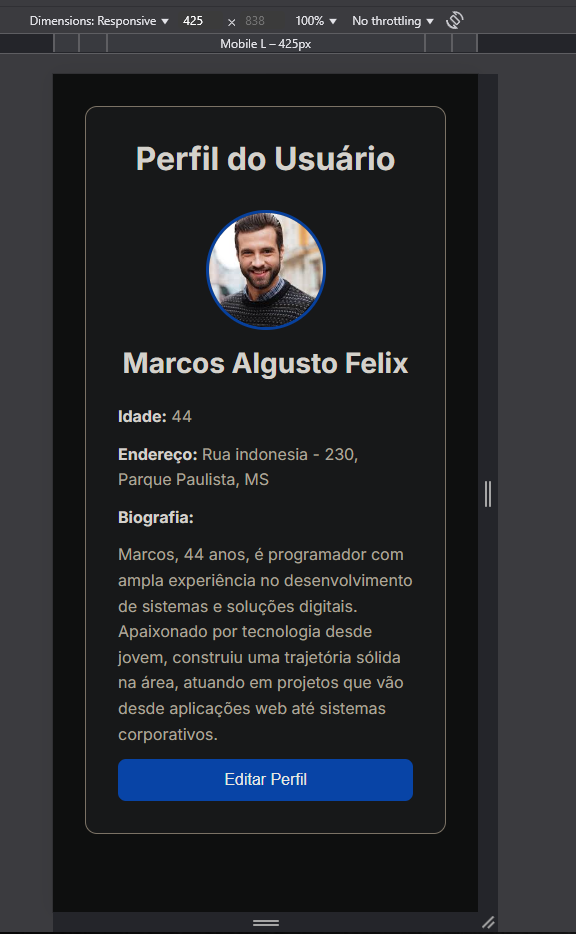 Dimensions: Responsive 425 × 838 100% No throttling
Mobile L – 425px
Perfil do Usuário
Marcos Algusto Felix
Idade: 44
Endereço: Rua indonesia - 230,
Parque Paulista, MS
Biografia:
Marcos, 44 anos, é programador com
ampla experiência no desenvolvimento
de sistemas e soluções digitais.
Apaixonado por tecnologia desde
jovem, construiu uma trajetória sólida
na área, atuando em projetos que vão
desde aplicações web até sistemas
corporativos.
Editar Perfil